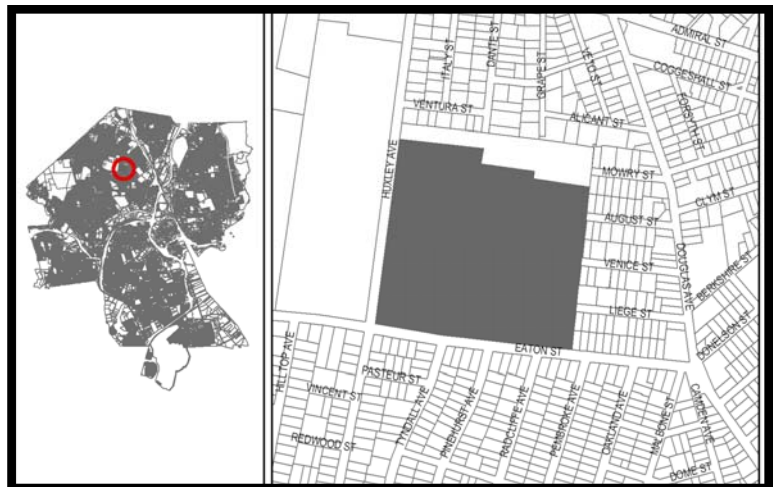 ADMIRAL ST
ITALY ST
DANTE ST
GRAPE ST
VETO ST
COGGESHALL ST
FORSYTH ST
VENTURA ST
ALICANT ST
HUXLEY AVE
MOWRY ST
CLYM ST
AUGUST ST
DOUGLAS AVE
VENICE ST
BERKSHIRE ST
LIEGE ST
DONELSON ST
EATON ST
HILLTOP AVE
PASTEUR ST
VINCENT ST
TYNDALL AVE
PINEHURST AVE
RADCLIFFE AVE
PEMBROKE AVE
OAKLAND AVE
MALBONE ST
CAMDEN AVE
REDWOOD ST
DOME ST